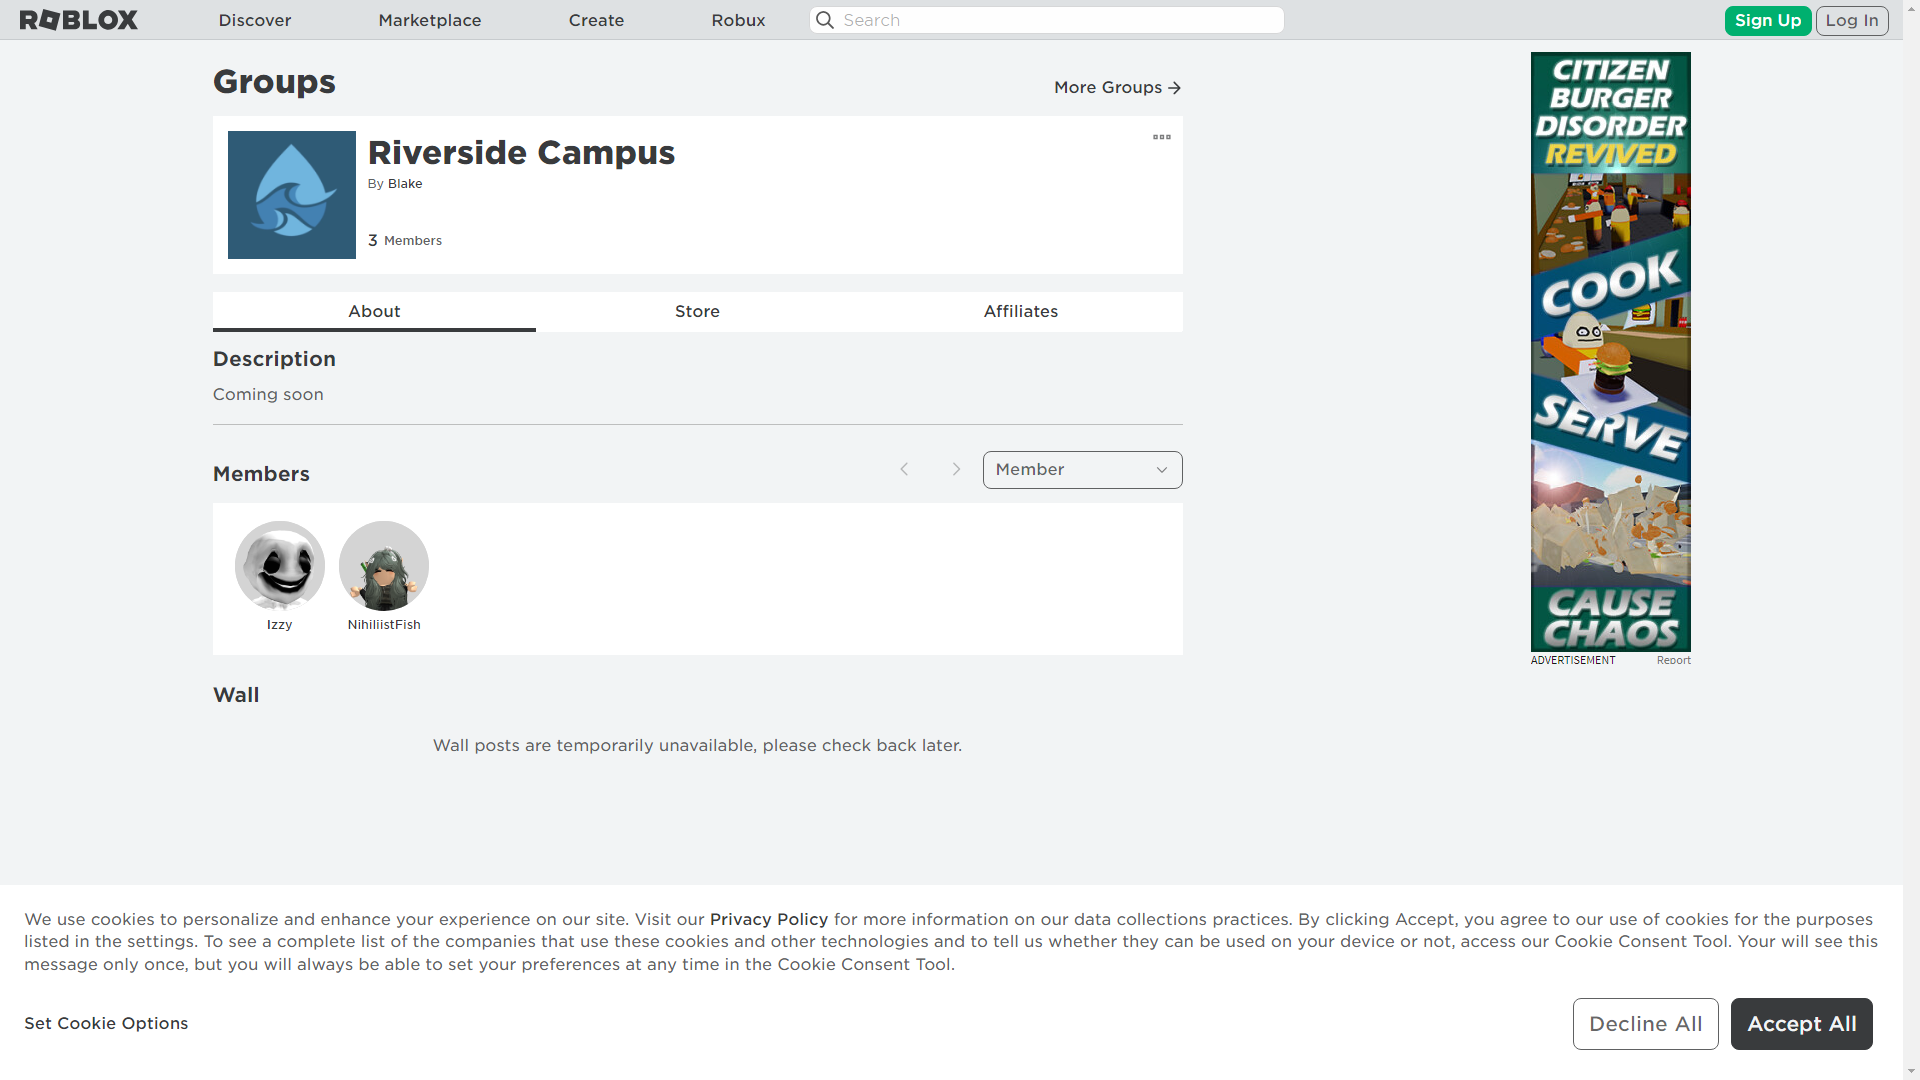 ROBLOX
Discover
Marketplace
Create
Robux
Search
Sign Up
Log In
Groups
More Groups
Riverside Campus
By Blake
3 Members
About
Store
Affiliates
Description
Coming soon
Members
Member
Izzy
NihiliistFish
Wall
Wall posts are temporarily unavailable, please check back later.
CITIZEN
BURGER
DISORDER
REVIVED
COOK
SERVE
CAUSE
CHAOS
ADVERTISEMENT
Report
We use cookies to personalize and enhance your experience on our site. Visit our Privacy Policy for more information on our data collections practices. By clicking Accept, you agree to our use of cookies for the purposes
listed in the settings. To see a complete list of the companies that use these cookies and other technologies and to tell us whether they can be used on your device or not, access our Cookie Consent Tool. Your will see this
message only once, but you will always be able to set your preferences at any time in the Cookie Consent Tool.
Set Cookie Options
Decline All
Accept All